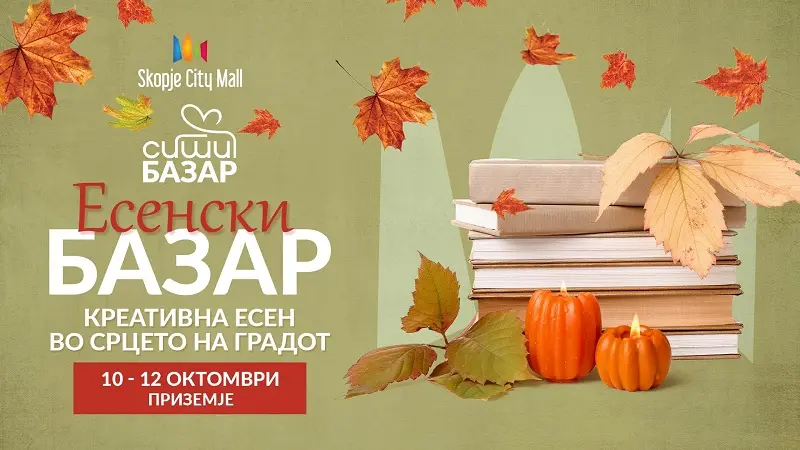 Skopje City Mall
сити
БАЗАР
Есенски
БАЗАР
КРЕАТИВНА ЕСЕН
ВО СРЦЕТО НА ГРАДОТ
10 - 12 ОКТОМВРИ
ПРИЗЕМЈЕ